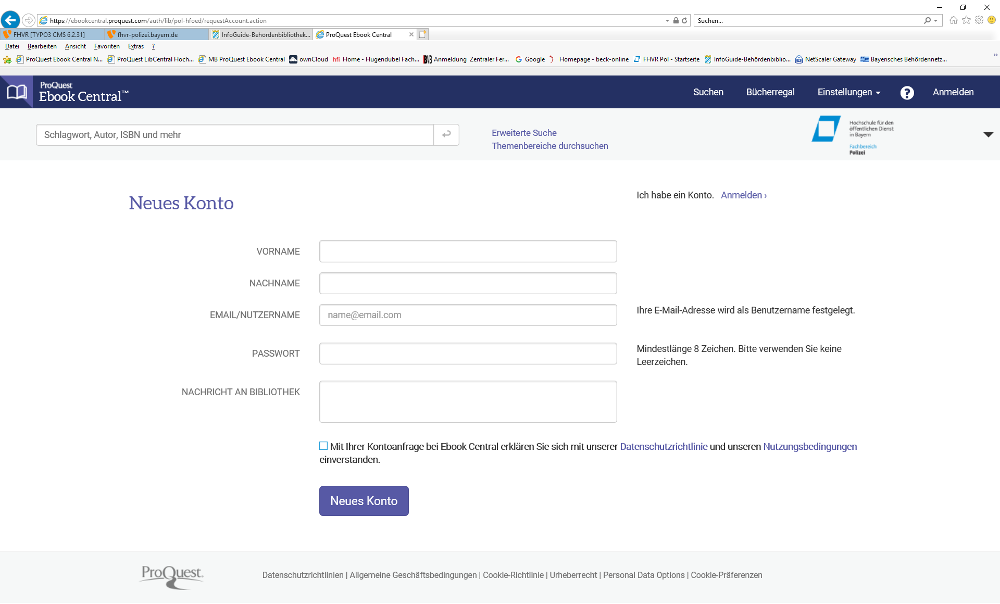 https://ebookcentral.proquest.com/auth/lib/pol-hfoed/requestAccount.action
Suchen...
FHVR [TYPO3 CMS 6.2.31]
fhvr-polizei.bayern.de
InfoGuide-Behördenbibliothek...
ProQuest Ebook Central
Datei Bearbeiten Ansicht Favoriten Extras ?
ProQuest Ebook Central N... ProQuest LibCentral Hoch... MB ProQuest Ebook Central ownCloud hfi Home - Hugendubel Fach... Anmeldung Zentraler Fer... G Google Homepage - beck-online FHVR Pol - Startseite InfoGuide-Behördenbiblio... NetScaler Gateway Bayerisches Behördennetz... »
ProQuest
Ebook Central™
Suchen Bücherregal Einstellungen ? Anmelden
Schlagwort, Autor, ISBN und mehr
Erweiterte Suche
Themenbereiche durchsuchen
Hochschule für den
öffentlichen Dienst
in Bayern
Fachbereich
Polizei
Neues Konto
Ich habe ein Konto. Anmelden ›
VORNAME
NACHNAME
EMAIL/NUTZERNAME
name@email.com
Ihre E-Mail-Adresse wird als Benutzername festgelegt.
PASSWORT
Mindestlänge 8 Zeichen. Bitte verwenden Sie keine
Leerzeichen.
NACHRICHT AN BIBLIOTHEK
Mit Ihrer Kontoanfrage bei Ebook Central erklären Sie sich mit unserer Datenschutzrichtlinie und unseren Nutzungsbedingungen
einverstanden.
Neues Konto
ProQuest.
Datenschutzrichtlinien | Allgemeine Geschäftsbedingungen | Cookie-Richtlinie | Urheberrecht | Personal Data Options | Cookie-Präferenzen